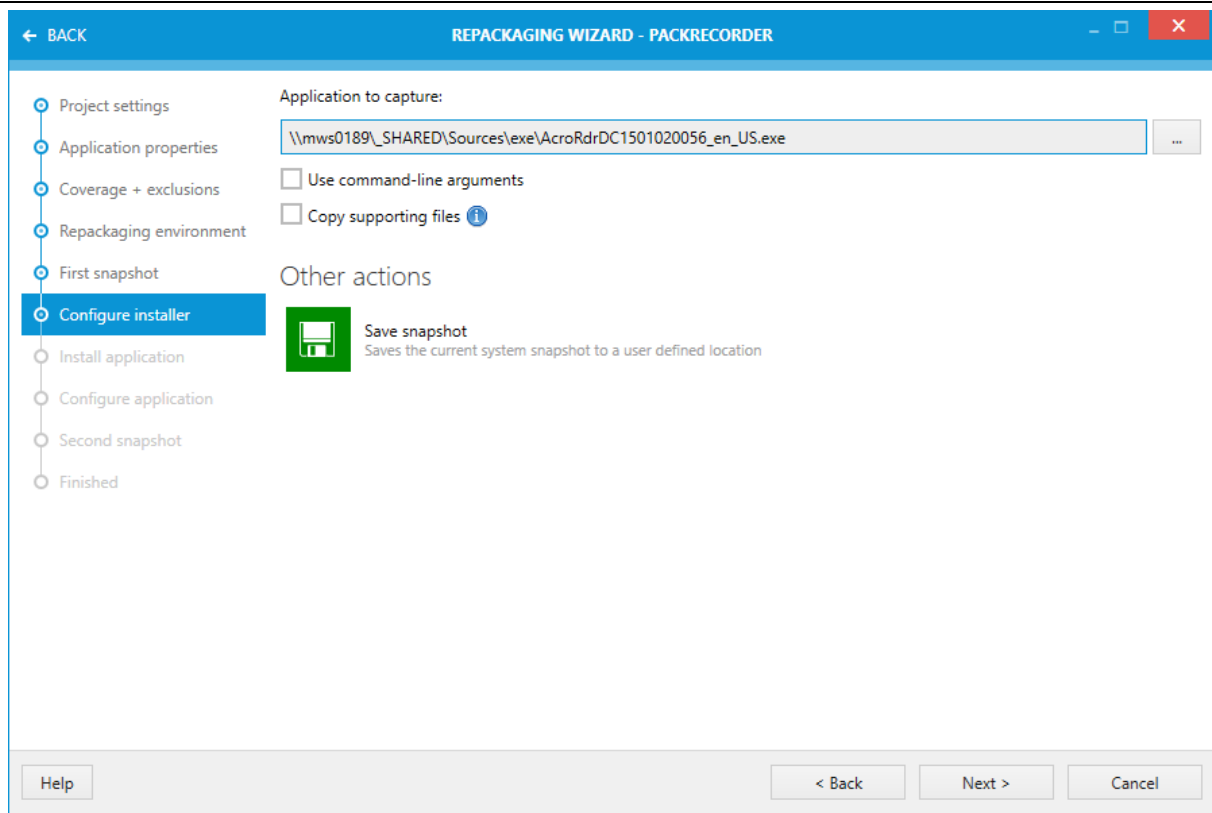 BACK
REPACKAGING WIZARD - PACKRECORDER
Project settings
Application properties
Coverage + exclusions
Repackaging environment
First snapshot
Configure installer
Install application
Configure application
Second snapshot
Finished
Application to capture:
\\mws0189\_SHARED\Sources\exe\AcroRdrDC1501020056_en_US.exe
...
Use command-line arguments
Copy supporting files
Other actions
Save snapshot
Saves the current system snapshot to a user defined location
Help
< Back
Next >
Cancel